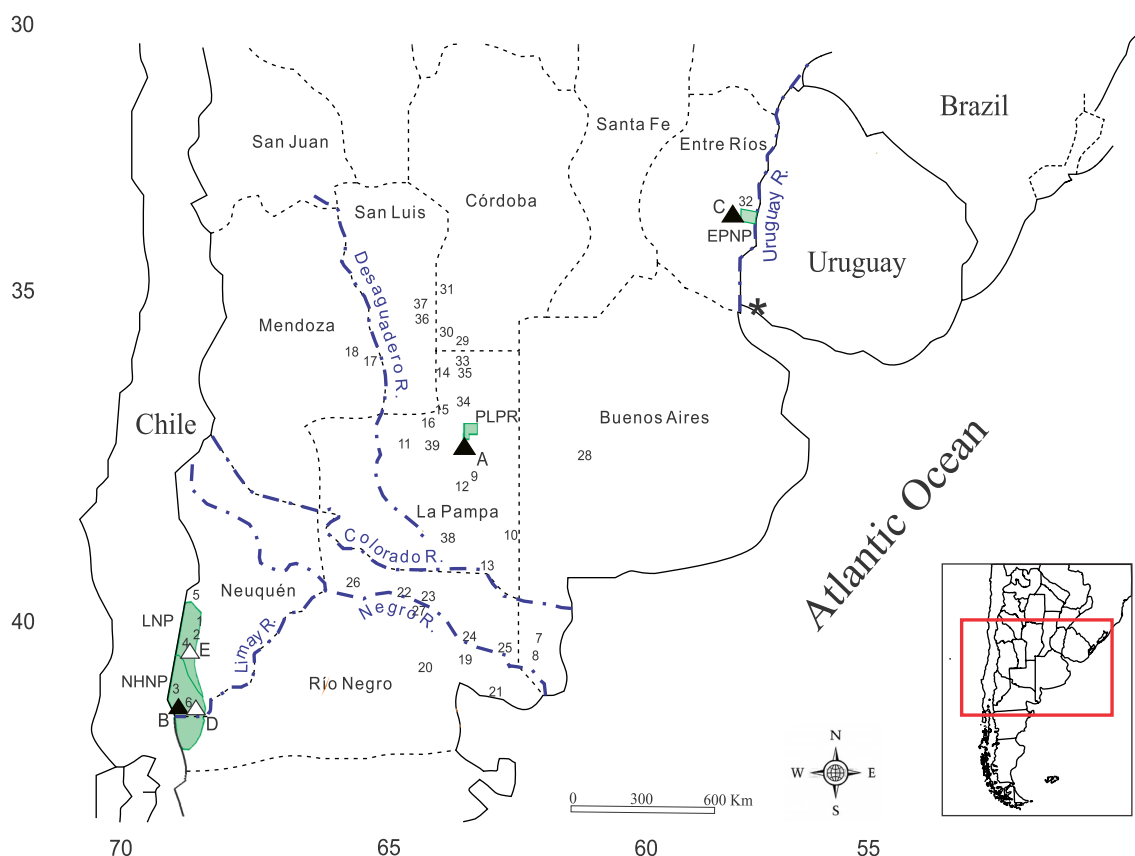 30
Brazil
Santa Fe
San Juan
Entre Ríos
Córdoba
San Luis
32
C
EPNP
Uruguay R.
Uruguay
35
31
37
36
Desaguadero R.
*
Mendoza
30
29
18
17
33
14
35
34
15
PLPR
Chile
16
Buenos Aires
11
39
A
28
9
12
La Pampa
38
10
Colorado R.
13
Atlantic Ocean
26
Neuquén
22
23
5
27
Negro R.
40
LNP
1
2
4
E
Limay R.
24
7
25
8
19
20
NHNP
3
Río Negro
21
6
B
D
N
W
E
S
0
300
600 Km
70
65
60
55